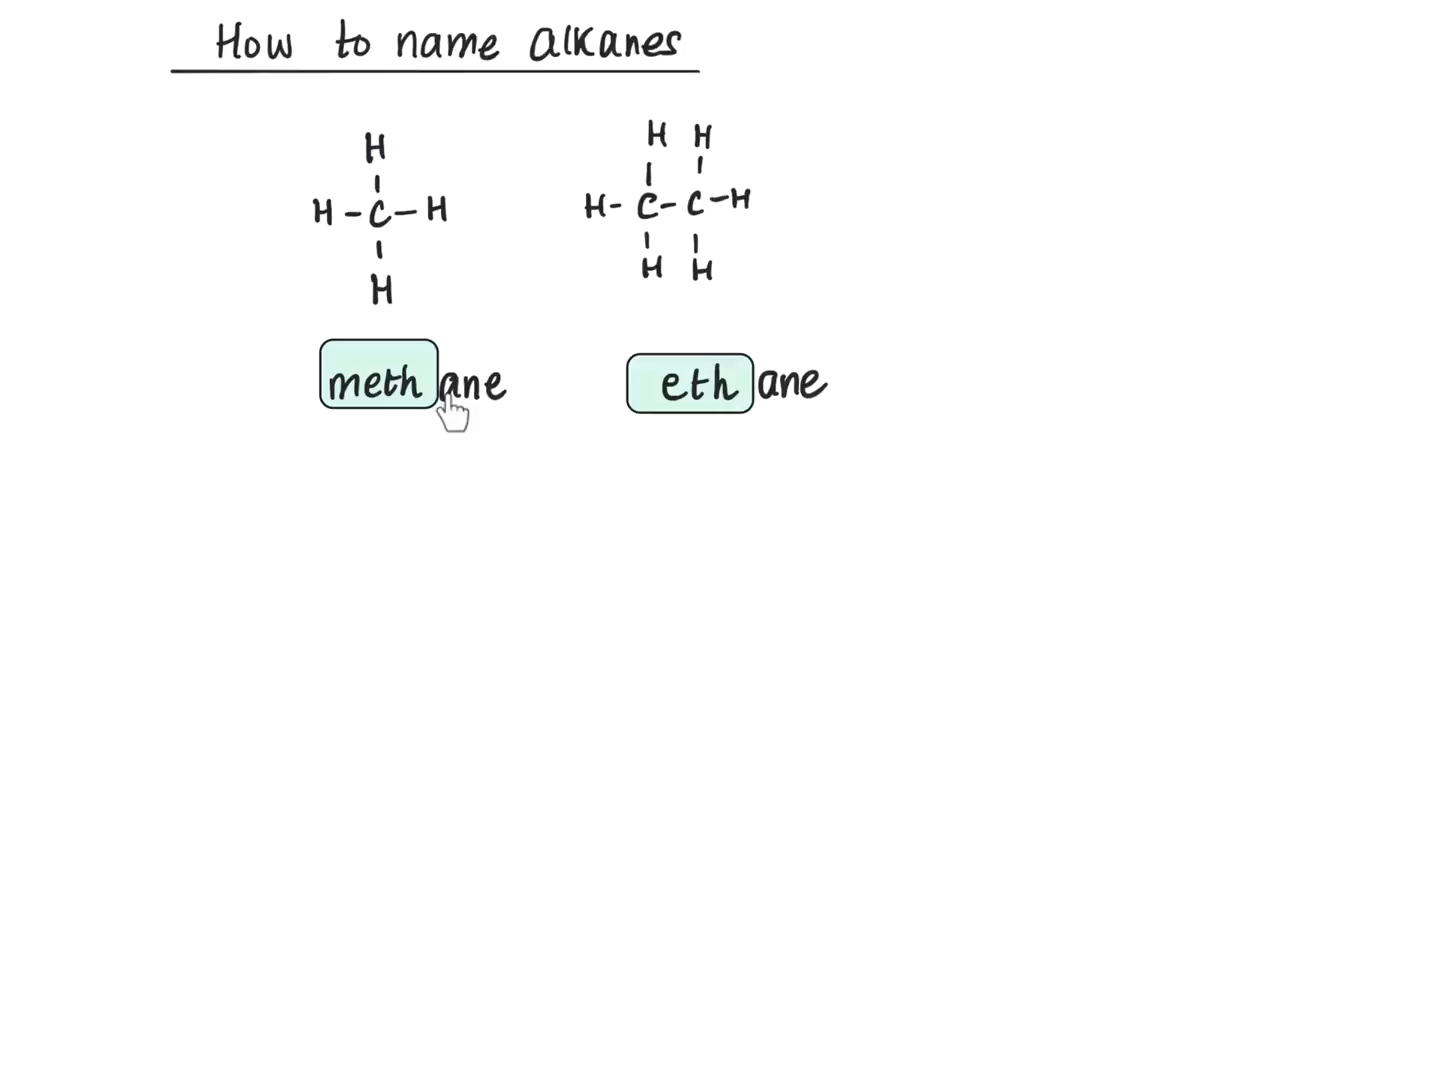 How to name alkanes
H H H
H - C - H H - C - C - H
H H H
meth ane eth ane